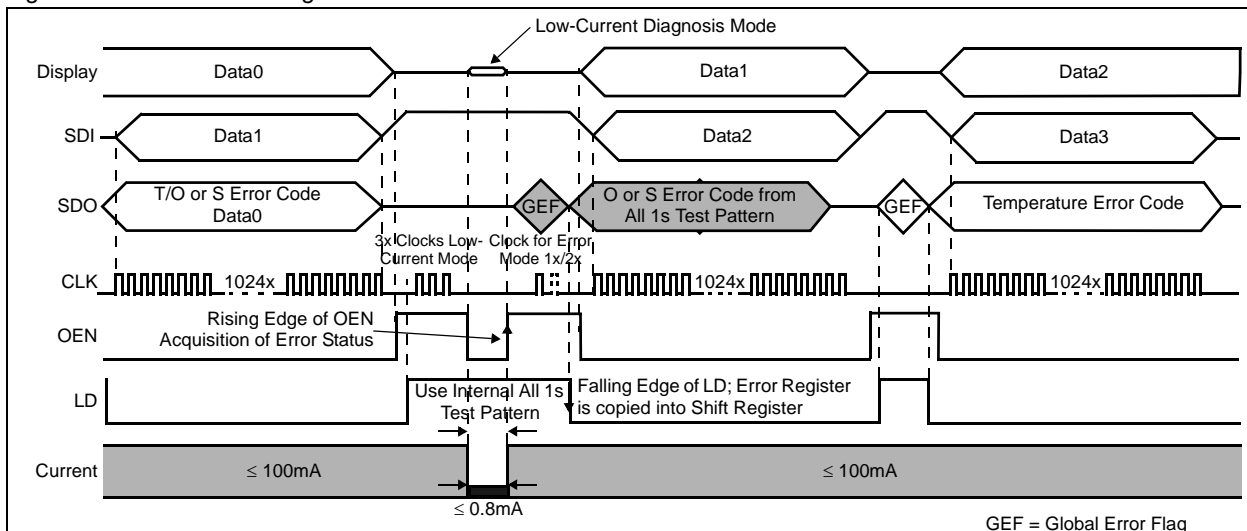 Low-Current Diagnosis Mode
Display
Data0
Data1
Data2
SDI
Data1
Data2
Data3
SDO
T/O or S Error Code
Data0
GEF
O or S Error Code from
All 1s Test Pattern
GEF
Temperature Error Code
3x Clocks Low-
Current Mode
Clock for Error
Mode 1x/2x
CLK
1024x
1024x
1024x
OEN
Rising Edge of OEN
Acquisition of Error Status
LD
Use Internal All 1s
Test Pattern
Falling Edge of LD; Error Register
is copied into Shift Register
Current
≤ 100mA
≤ 100mA
≤ 0.8mA
GEF = Global Error Flag